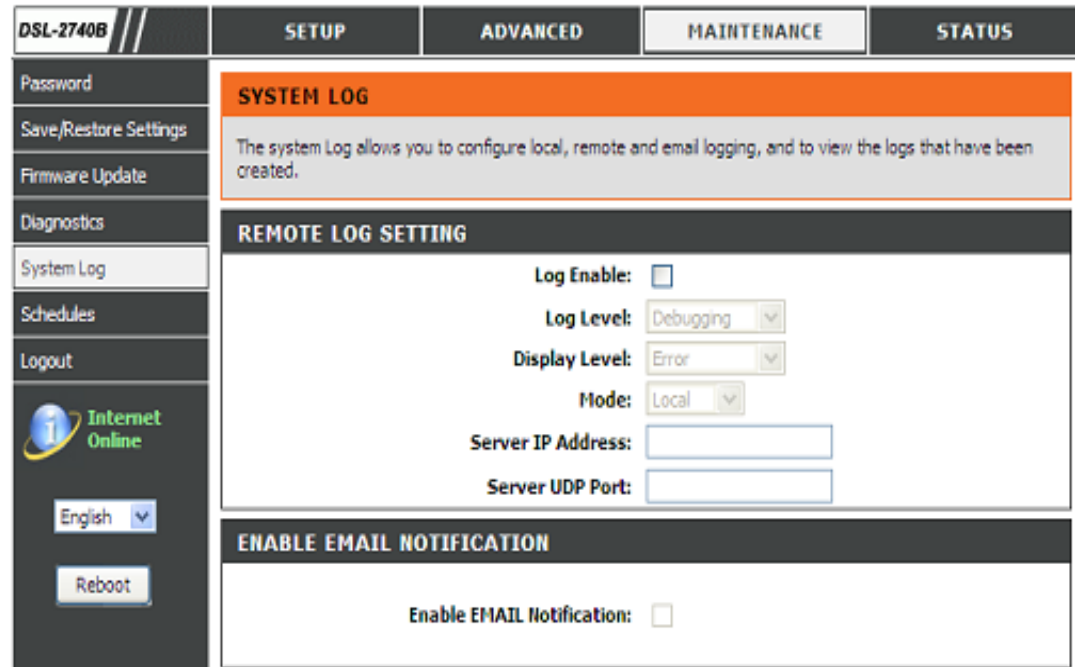 DSL-2740B
SETUP
ADVANCED
MAINTENANCE
STATUS
Password
Save/Restore Settings
Firmware Update
Diagnostics
System Log
Schedules
Logout
Internet
Online
English
Reboot
SYSTEM LOG
The system Log allows you to configure local, remote and email logging, and to view the logs that have been
created.
REMOTE LOG SETTING
Log Enable:
Log Level: Debugging
Display Level: Error
Mode: Local
Server IP Address:
Server UDP Port:
ENABLE EMAIL NOTIFICATION
Enable EMAIL Notification: